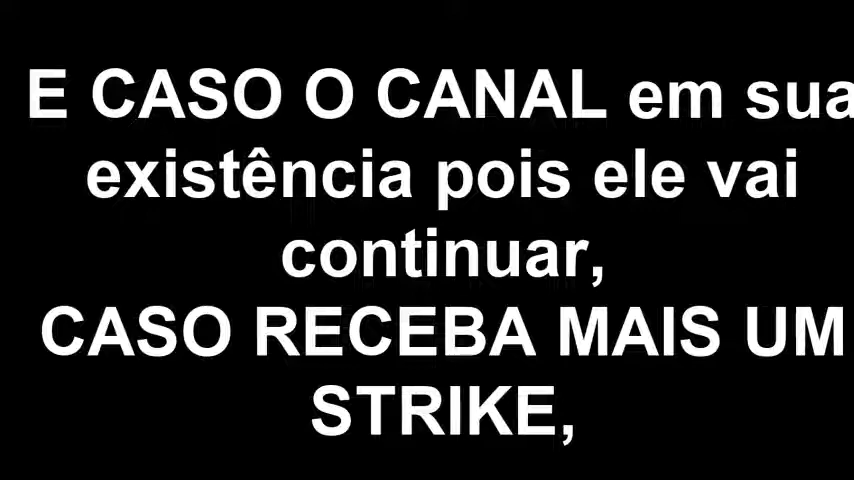 E CASO O CANAL em sua
existência pois ele vai
continuar,
CASO RECEBA MAIS UM
STRIKE,